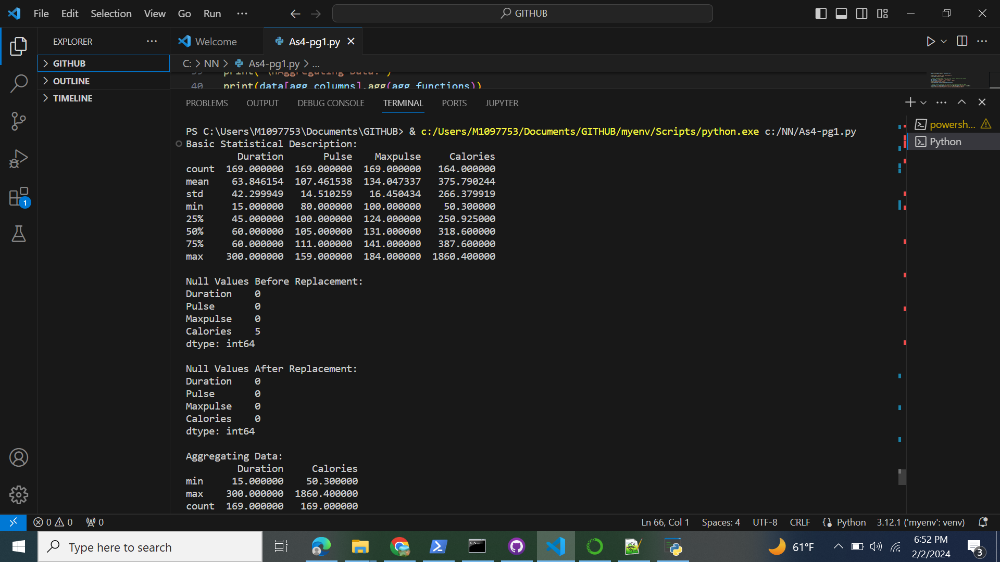 File Edit Selection View Go Run ···
GITHUB
EXPLORER
GITHUB
OUTLINE
TIMELINE
Welcome
As4-pg1.py
C: > NN > As4-pg1.py > ...
39 print("\nAggregating Data:")
40 print(data[agg_columns].agg(agg_functions))
PROBLEMS OUTPUT DEBUG CONSOLE TERMINAL PORTS JUPYTER
powersh...
Python
PS C:\Users\M1097753\Documents\GITHUB> & c:/Users/M1097753/Documents/GITHUB/myenv/Scripts/python.exe c:/NN/As4-pg1.py
Basic Statistical Description:
Duration Pulse Maxpulse Calories
count 169.000000 169.000000 169.000000 164.000000
mean 63.846154 107.461538 134.047337 375.790244
std 42.299949 14.510259 16.450434 266.379919
min 15.000000 80.000000 100.000000 50.300000
25% 45.000000 100.000000 124.000000 250.925000
50% 60.000000 105.000000 131.000000 318.600000
75% 60.000000 111.000000 141.000000 387.600000
max 300.000000 159.000000 184.000000 1860.400000
Null Values Before Replacement:
Duration 0
Pulse 0
Maxpulse 0
Calories 5
dtype: int64
Null Values After Replacement:
Duration 0
Pulse 0
Maxpulse 0
Calories 0
dtype: int64
Aggregating Data:
Duration Calories
min 15.000000 50.300000
max 300.000000 1860.400000
count 169.000000 169.000000
1
0 0 0
Ln 66, Col 1 Spaces: 4 UTF-8 CRLF Python 3.12.1 ('myenv': venv)
Type here to search
61°F
6:52 PM
2/2/2024
3